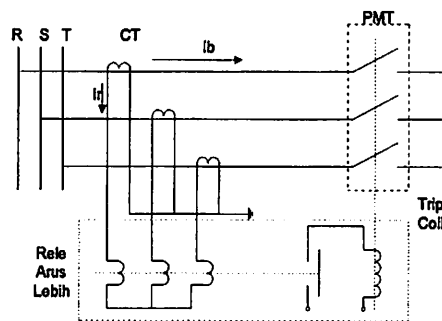 R S T CT Ib PMT
Ir
Trip
Coil
Rele
Arus
Lebih